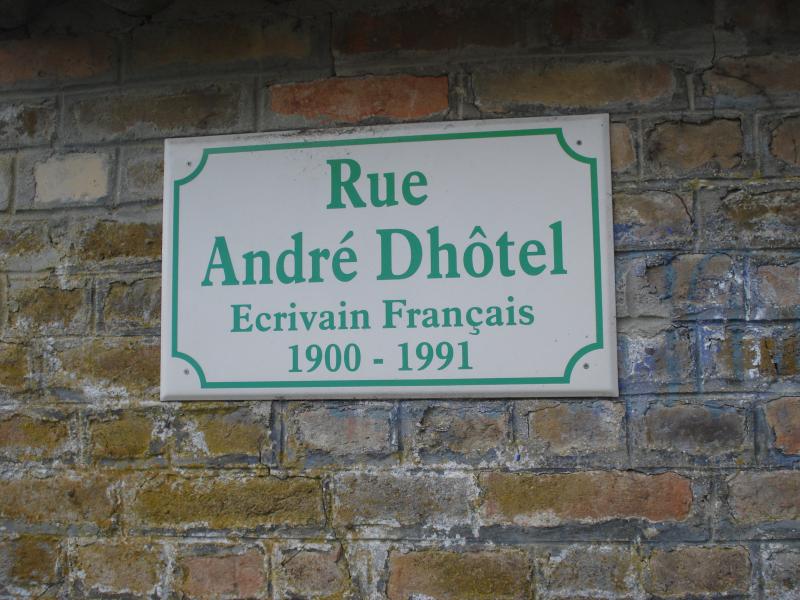 Rue
André Dhôtel
Ecrivain Français
1900 - 1991